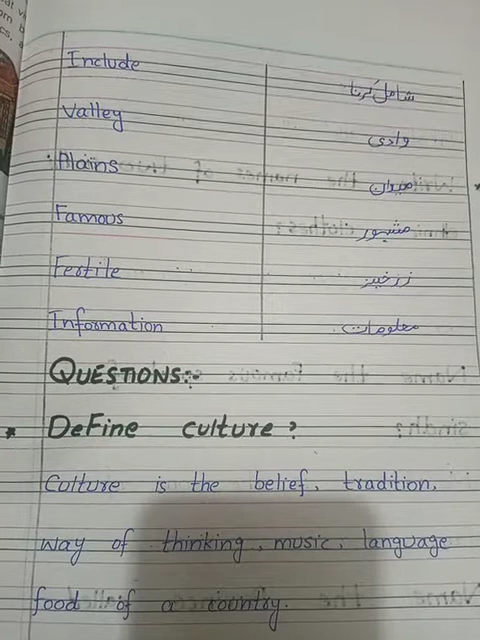 Include شامل کرنا
Valley وادی
Plains میدان
Famous مشہور
Fertile زرخیز
Information معلومات
QUESTIONS:-
* Define culture?
Culture is the belief, tradition,
way of thinking, music, language
food of a country.